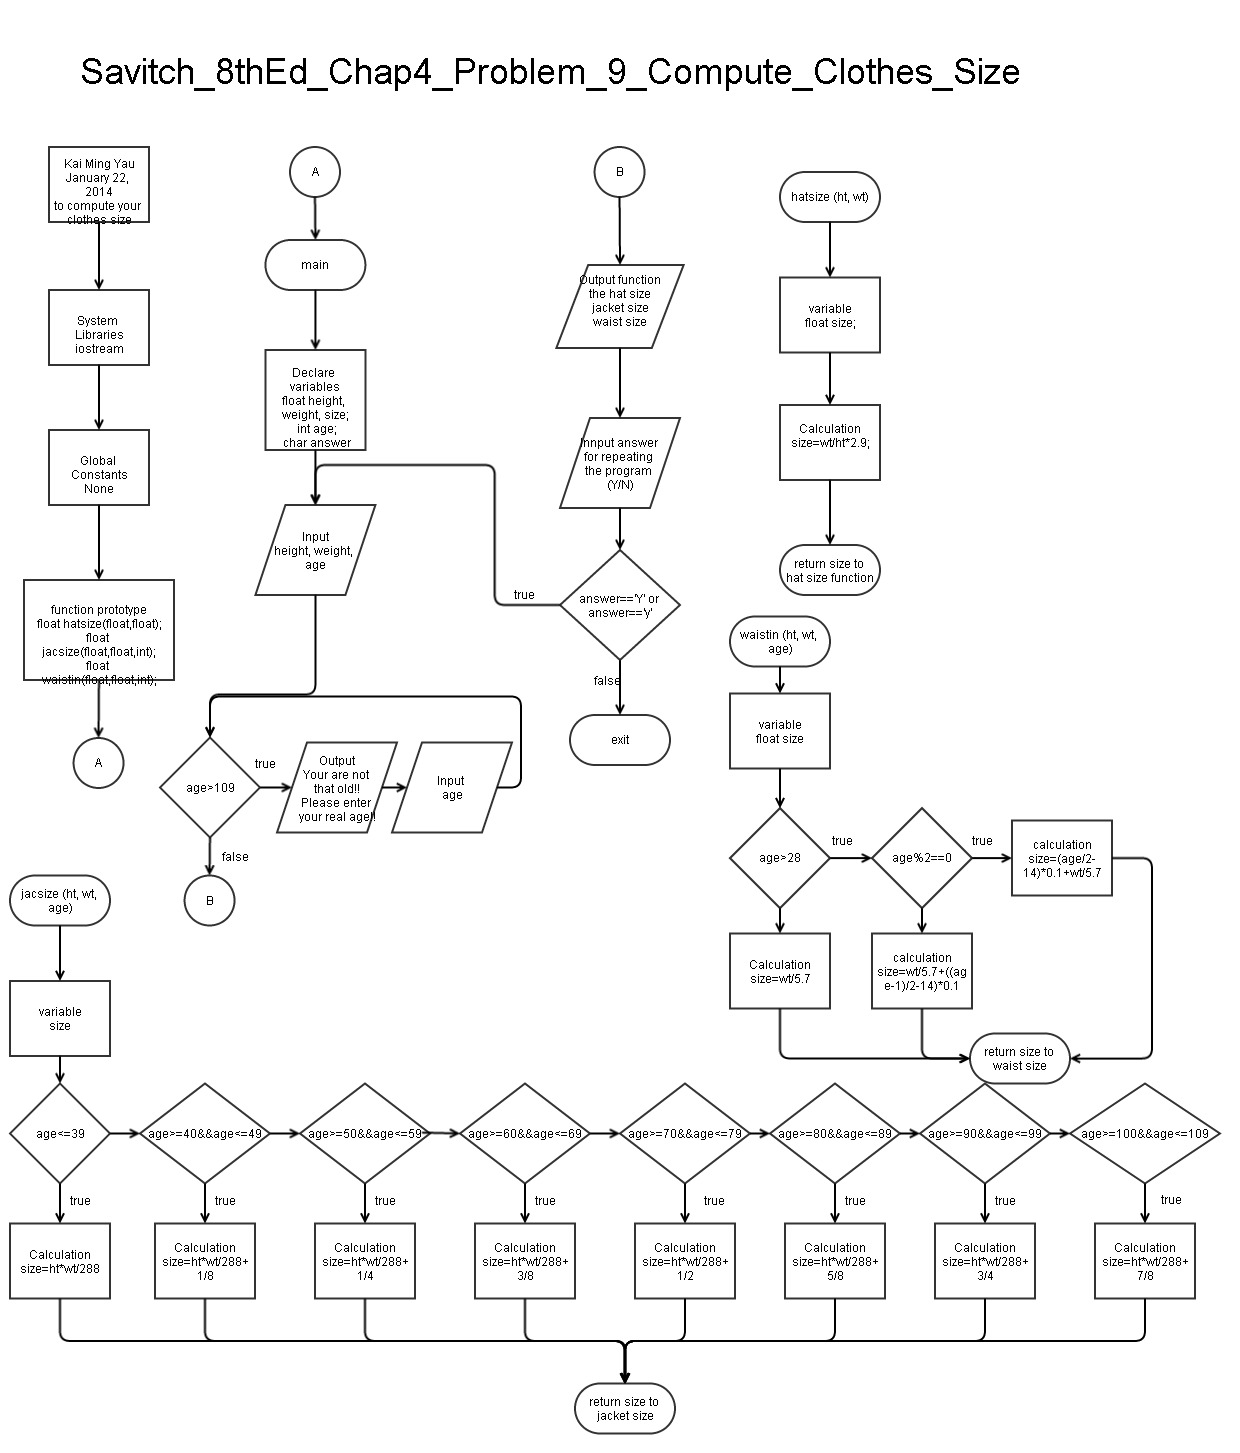 Savitch_8thEd_Chap4_Problem_9_Compute_Clothes_Size
Kai Ming Yau
January 22,
2014
to compute your
clothes size
System
Libraries
iostream
Global
Constants
None
function prototype
float hatsize(float,float);
float
jacsize(float,float,int);
float
waistin(float,float,int);
A
A
main
Declare
variables
float height,
weight, size;
int age;
char answer
Input
height, weight,
age
age>109
true
Output
Your are not
that old!!
Please enter
your real age!!
Input
age
false
B
B
Output function
the hat size
jacket size
waist size
Innput answer
for repeating
the program
(Y/N)
answer=='Y' or
answer=='y'
true
false
exit
hatsize (ht, wt)
variable
float size;
Calculation
size=wt/ht*2.9;
return size to
hat size function
waistin (ht, wt,
age)
variable
float size
age>28
true
age%2==0
true
calculation
size=(age/2-
14)*0.1+wt/5.7
Calculation
size=wt/5.7
calculation
size=wt/5.7+((ag
e-1)/2-14)*0.1
return size to
waist size
jacsize (ht, wt,
age)
variable
size
age<=39
age>=40&&age<=49
age>=50&&age<=59
age>=60&&age<=69
age>=70&&age<=79
age>=80&&age<=89
age>=90&&age<=99
age>=100&&age<=109
true
true
true
true
true
true
true
true
Calculation
size=ht*wt/288
Calculation
size=ht*wt/288+
1/8
Calculation
size=ht*wt/288+
1/4
Calculation
size=ht*wt/288+
3/8
Calculation
size=ht*wt/288+
1/2
Calculation
size=ht*wt/288+
5/8
Calculation
size=ht*wt/288+
3/4
Calculation
size=ht*wt/288+
7/8
return size to
jacket size